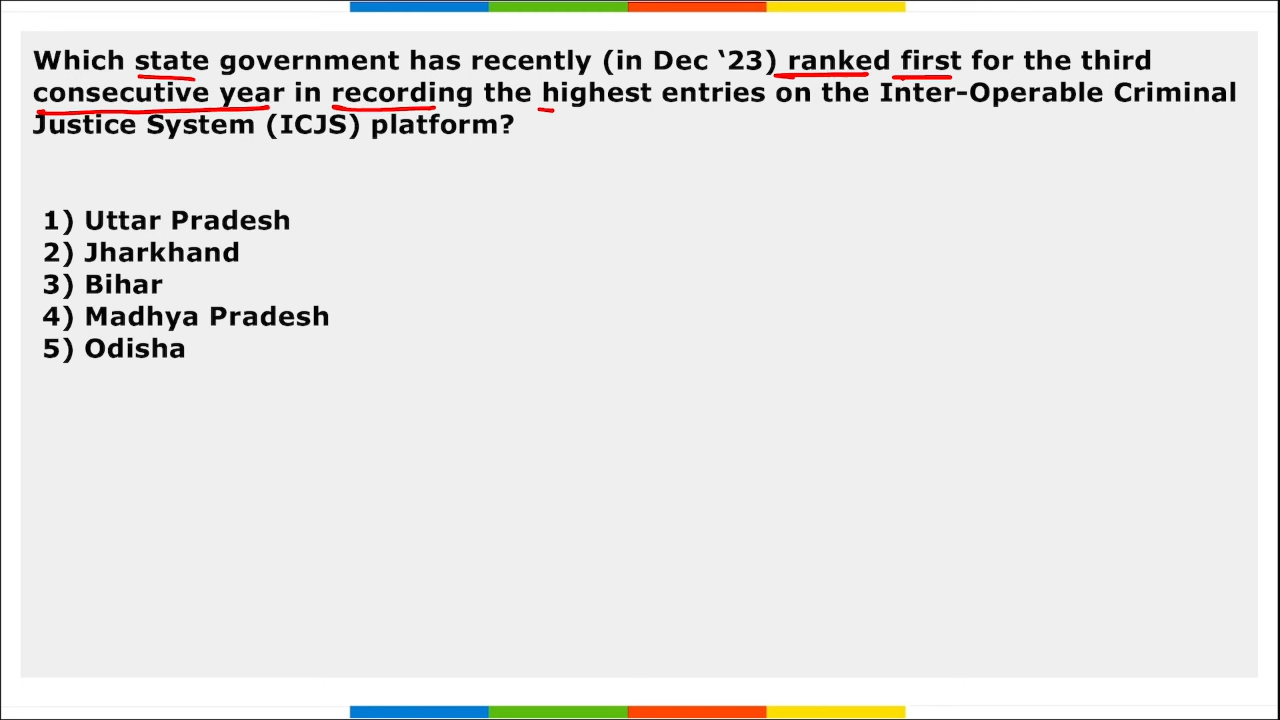 Which state government has recently (in Dec ‘23) ranked first for the third
consecutive year in recording the highest entries on the Inter-Operable Criminal
Justice System (ICJS) platform?
1) Uttar Pradesh
2) Jharkhand
3) Bihar
4) Madhya Pradesh
5) Odisha